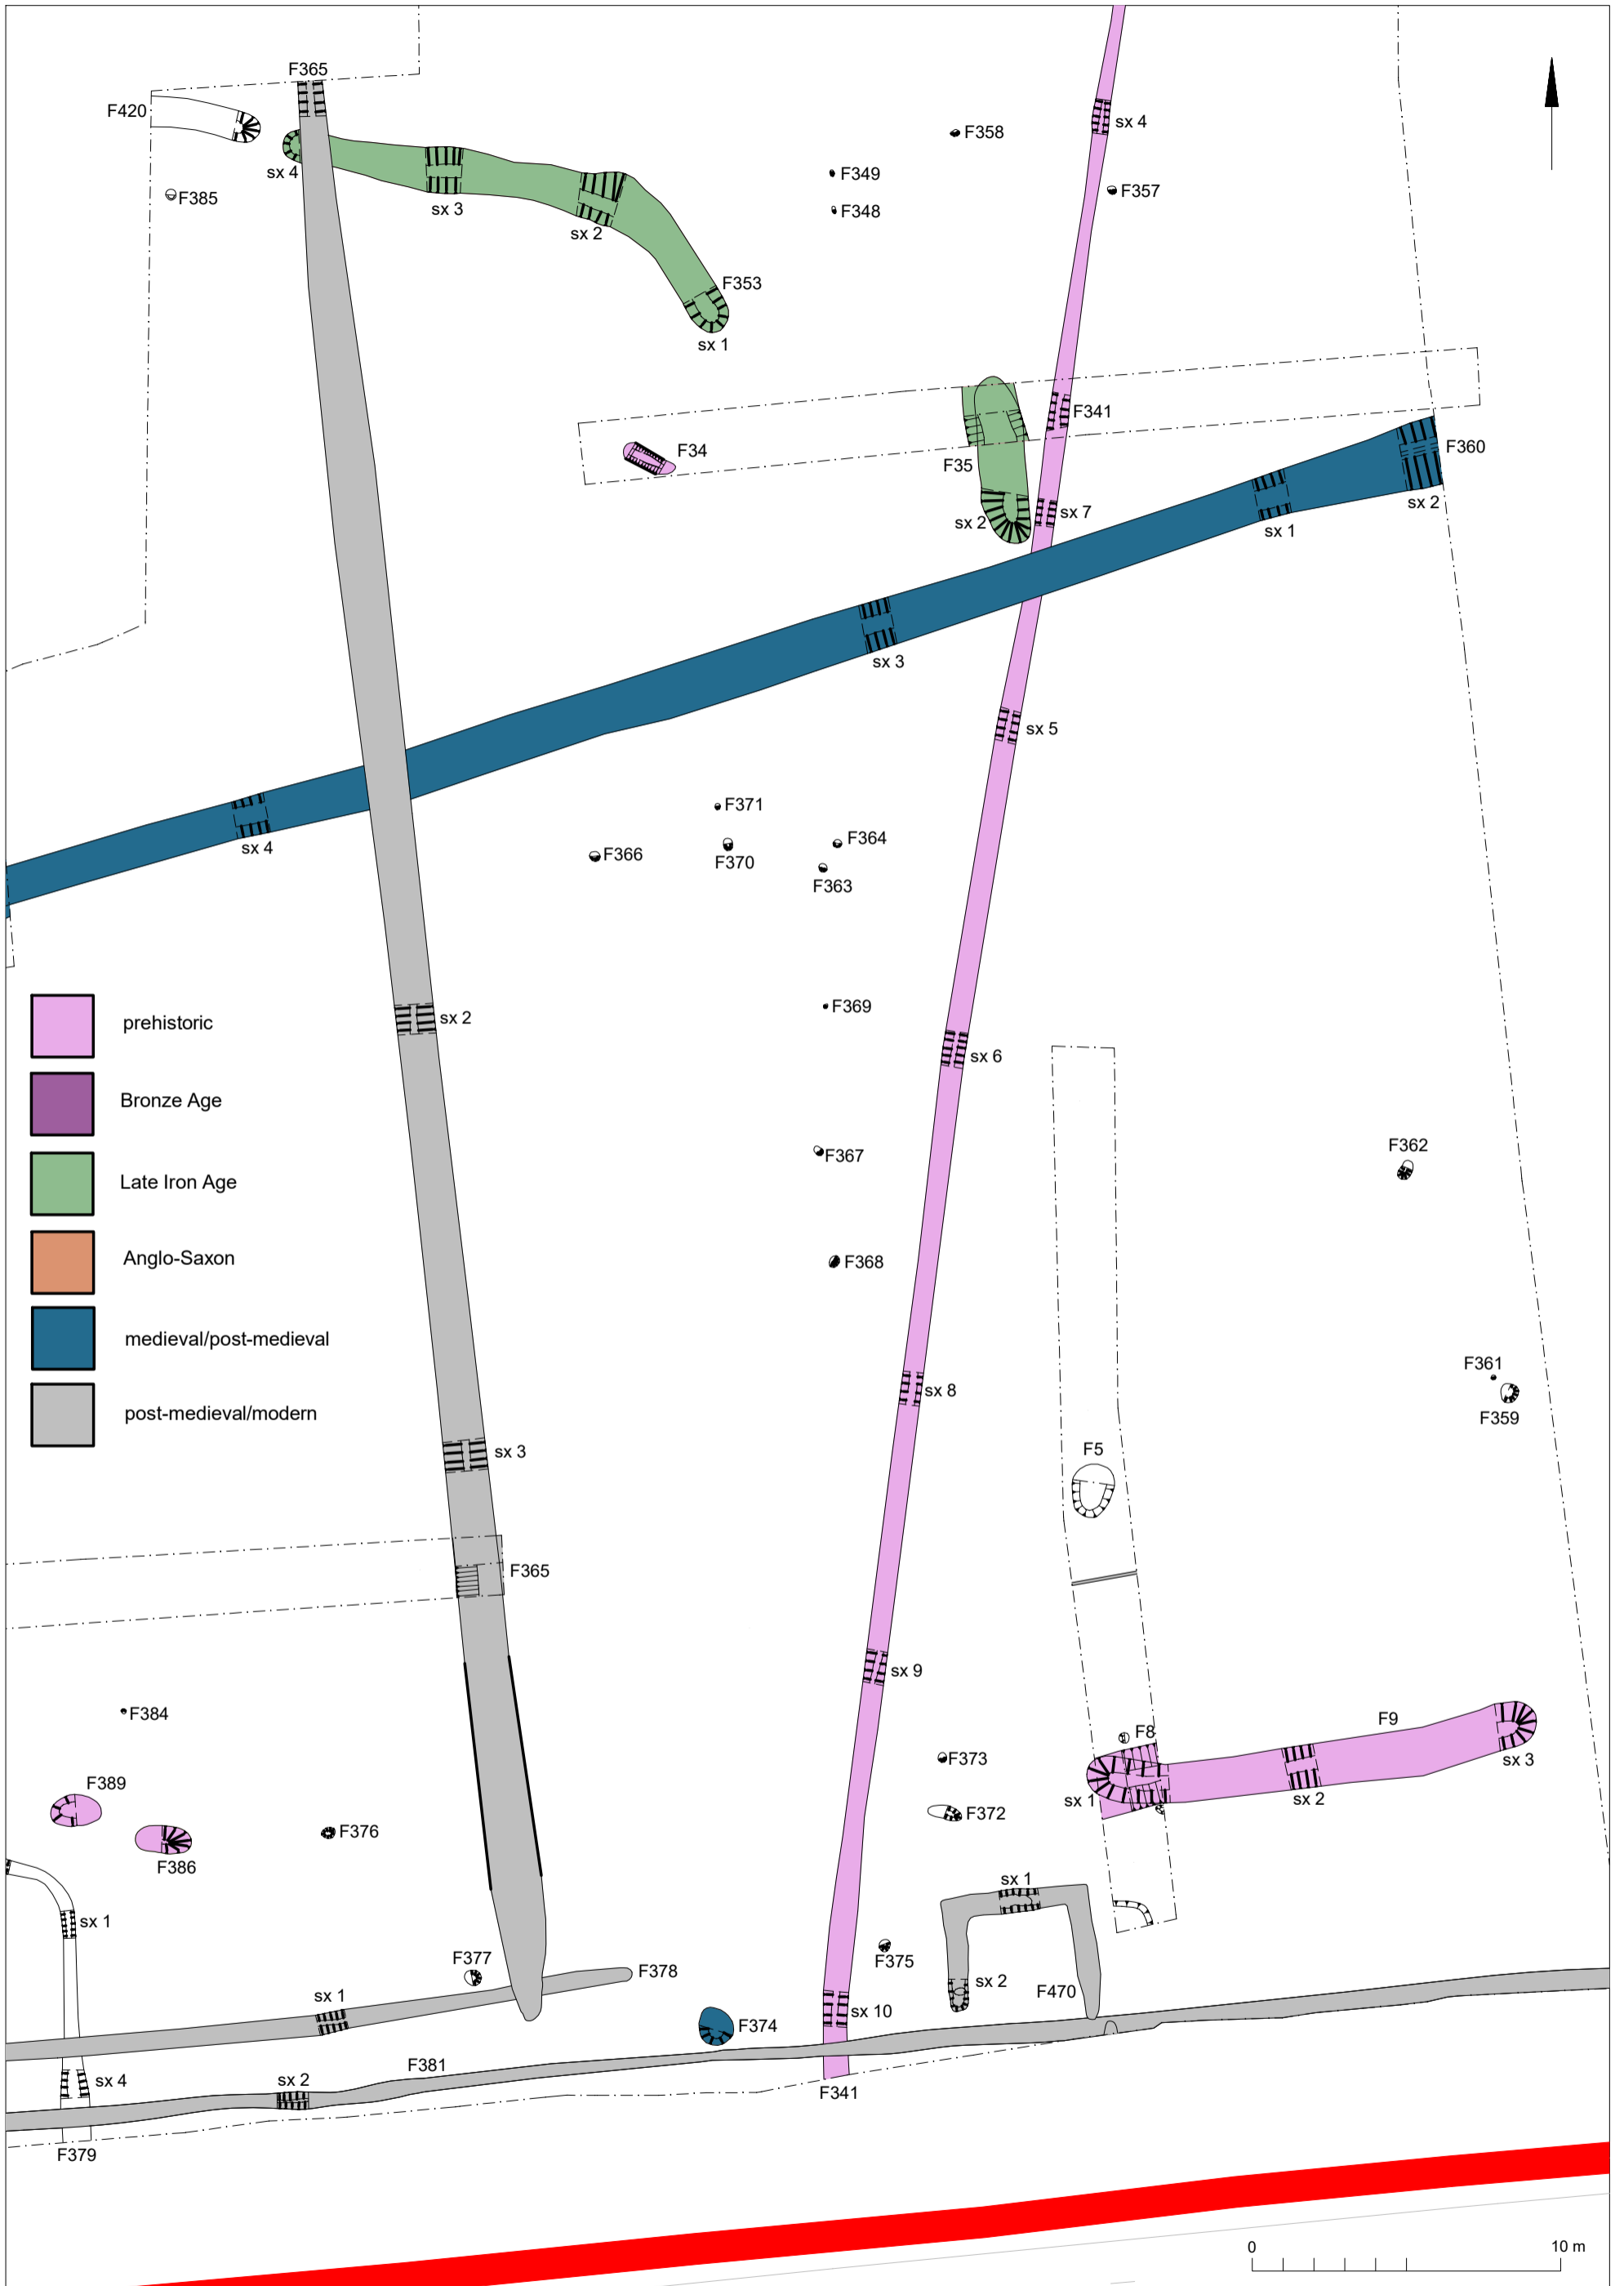 F365
F420
sx 4
F358
sx 4
F349
F357
F385
sx 3
F348
sx 2
F353
sx 1
F341
F34
F35
F360
sx 2
sx 7
sx 2
sx 1
sx 3
sx 5
F371
F364
sx 4
F366
F370
F363
prehistoric
F369
sx 2
sx 6
Bronze Age
F362
F367
Late Iron Age
Anglo-Saxon
F368
medieval/post-medieval
F361
sx 8
post-medieval/modern
F359
sx 3
F5
F365
sx 9
F384
F9
F8
F373
sx 3
F389
sx 1
sx 2
F372
F376
F386
sx 1
sx 1
F375
F377
F378
sx 2
F470
sx 1
sx 10
F374
F381
sx 4
sx 2
F341
F379
0 10 m